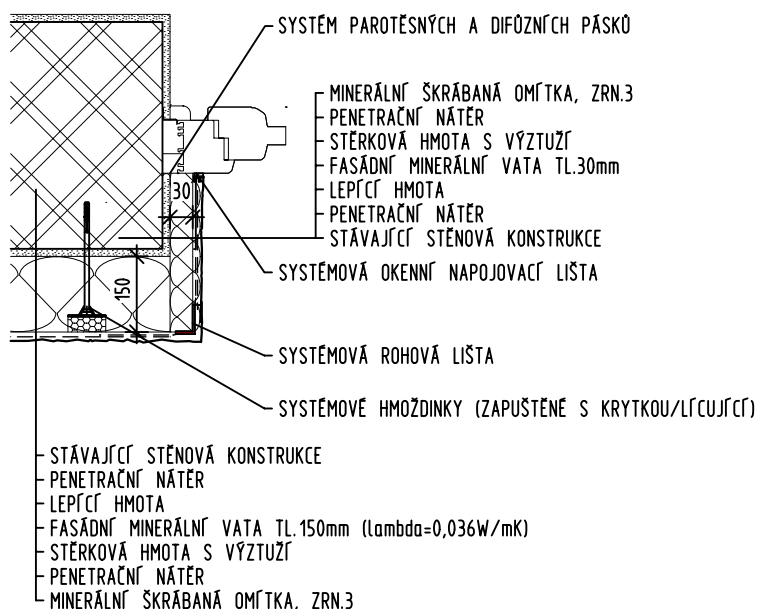 SYSTÉM PAROTĚSNÝCH A DIFŮZNÍCH PÁSKŮ
MINERÁLNÍ ŠKRÁBANÁ OMÍTKA, ZRN.3
PENETRAČNÍ NÁTĚR
STĚRKOVÁ HMOTA S VÝZTUŽÍ
FASÁDNÍ MINERÁLNÍ VATA TL.30mm
LEPÍCÍ HMOTA
PENETRAČNÍ NÁTĚR
STÁVAJÍCÍ STĚNOVÁ KONSTRUKCE
30
SYSTÉMOVÁ OKENNÍ NAPOJOVACÍ LIŠTA
150
SYSTÉMOVÁ ROHOVÁ LIŠTA
SYSTÉMOVÉ HMOŽDINKY (ZAPUŠTĚNÉ S KRYTKOU/LÍCUJÍCÍ)
STÁVAJÍCÍ STĚNOVÁ KONSTRUKCE
PENETRAČNÍ NÁTĚR
LEPÍCÍ HMOTA
FASÁDNÍ MINERÁLNÍ VATA TL.150mm (lambda=0,036W/mK)
STĚRKOVÁ HMOTA S VÝZTUŽÍ
PENETRAČNÍ NÁTĚR
MINERÁLNÍ ŠKRÁBANÁ OMÍTKA, ZRN.3